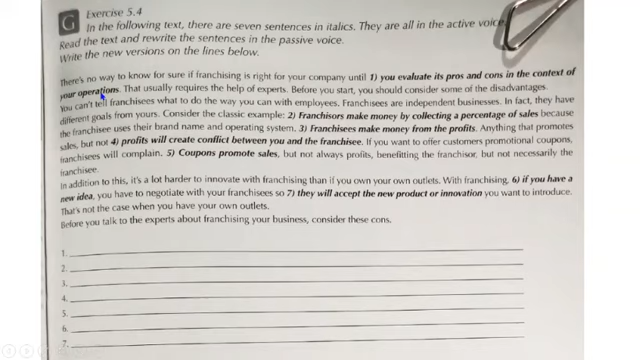 G
Exercise 5.4
In the following text, there are seven sentences in italics. They are all in the active voice.
Read the text and rewrite the sentences in the passive voice.
Write the new versions on the lines below.
There's no way to know for sure if franchising is right for your company until 1) you evaluate its pros and cons in the context of
your operations. That usually requires the help of experts. Before you start, you should consider some of the disadvantages.
You can't tell franchisees what to do the way you can with employees. Franchisees are independent businesses. In fact, they have
different goals from yours. Consider the classic example: 2) Franchisors make money by collecting a percentage of sales because
the franchisee uses their brand name and operating system. 3) Franchisees make money from the profits. Anything that promotes
sales, but not 4) profits will create conflict between you and the franchisee. If you want to offer customers promotional coupons,
franchisees will complain. 5) Coupons promote sales, but not always profits, benefitting the franchisor, but not necessarily the
franchisee.
In addition to this, it's a lot harder to innovate with franchising than if you own your own outlets. With franchising, 6) if you have a
new idea, you have to negotiate with your franchisees so 7) they will accept the new product or innovation you want to introduce.
That's not the case when you have your own outlets.
Before you talk to the experts about franchising your business, consider these cons.
1.
2.
3.
4.
5.
6.
7.